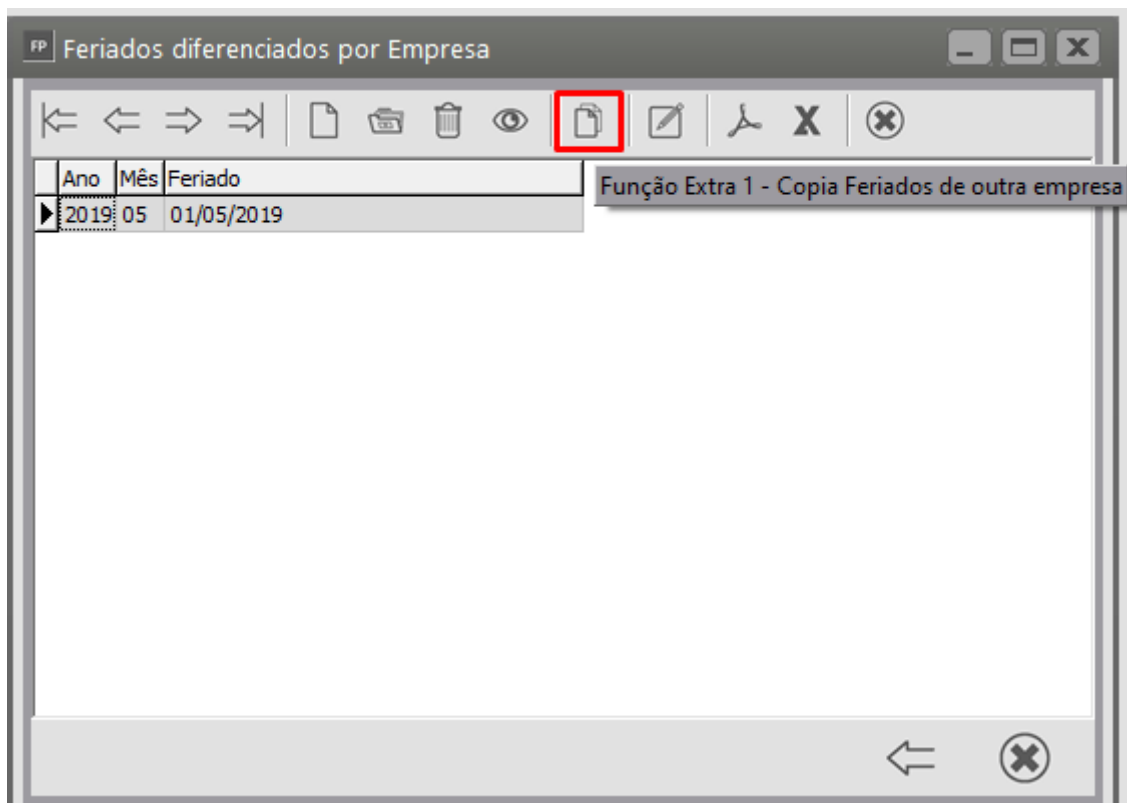 FP Feriados diferenciados por Empresa
Ano Mês Feriado
Função Extra 1 - Copia Feriados de outra empresa
2019 05 01/05/2019